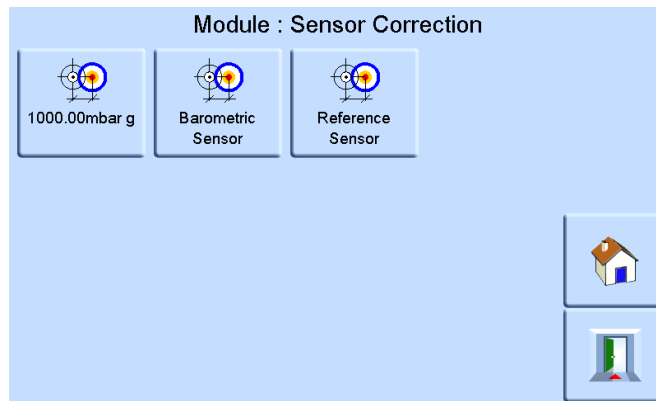 Module : Sensor Correction
1000.00mbar g
Barometric
Sensor
Reference
Sensor